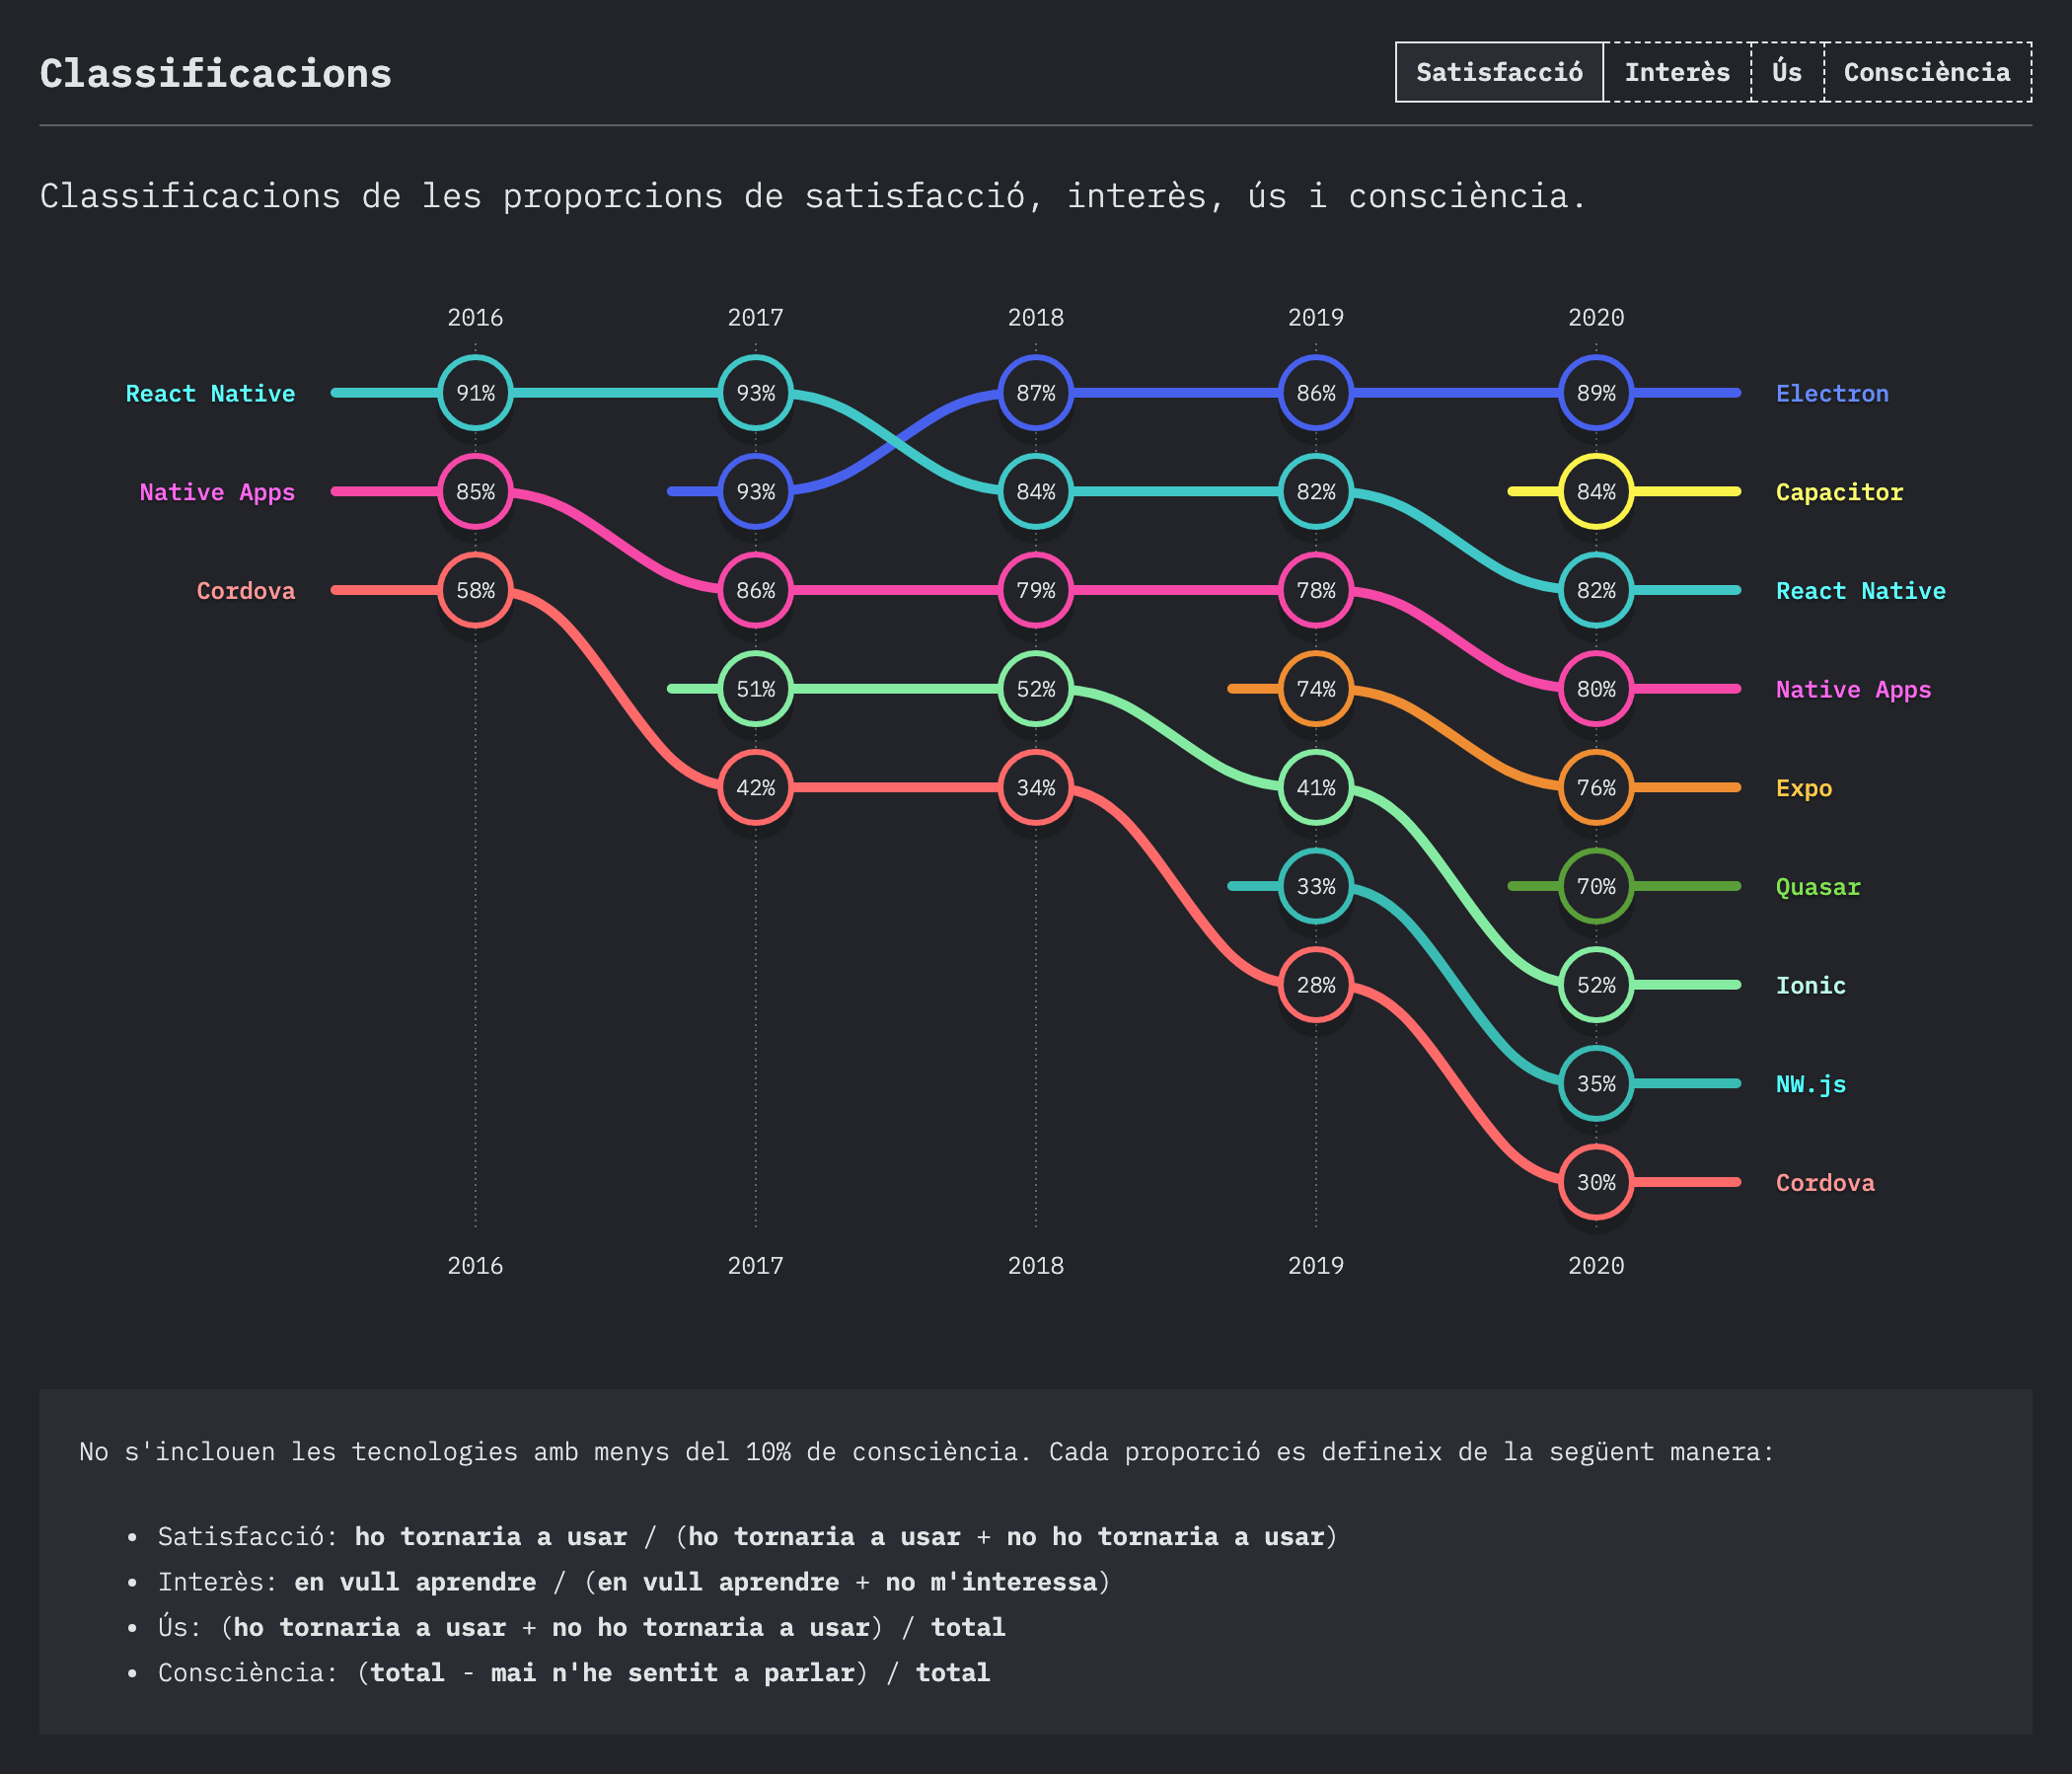 Classificacions
Satisfacció Interès Ús Consciència
Classificacions de les proporcions de satisfacció, interès, ús i consciència.
2016 2017 2018 2019 2020
React Native 91% 93% 87% 86% 89% Electron
Native Apps 85% 93% 84% 82% 84% Capacitor
Cordova 58% 86% 79% 78% 82% React Native
51% 52% 74% 80% Native Apps
42% 34% 41% 76% Expo
33% 70% Quasar
28% 52% Ionic
35% NW.js
30% Cordova
2016 2017 2018 2019 2020
No s'inclouen les tecnologies amb menys del 10% de consciència. Cada proporció es defineix de la següent manera:
• Satisfacció: ho tornaria a usar / (ho tornaria a usar + no ho tornaria a usar)
• Interès: en vull aprendre / (en vull aprendre + no m'interessa)
• Ús: (ho tornaria a usar + no ho tornaria a usar) / total
• Consciència: (total - mai n'he sentit a parlar) / total